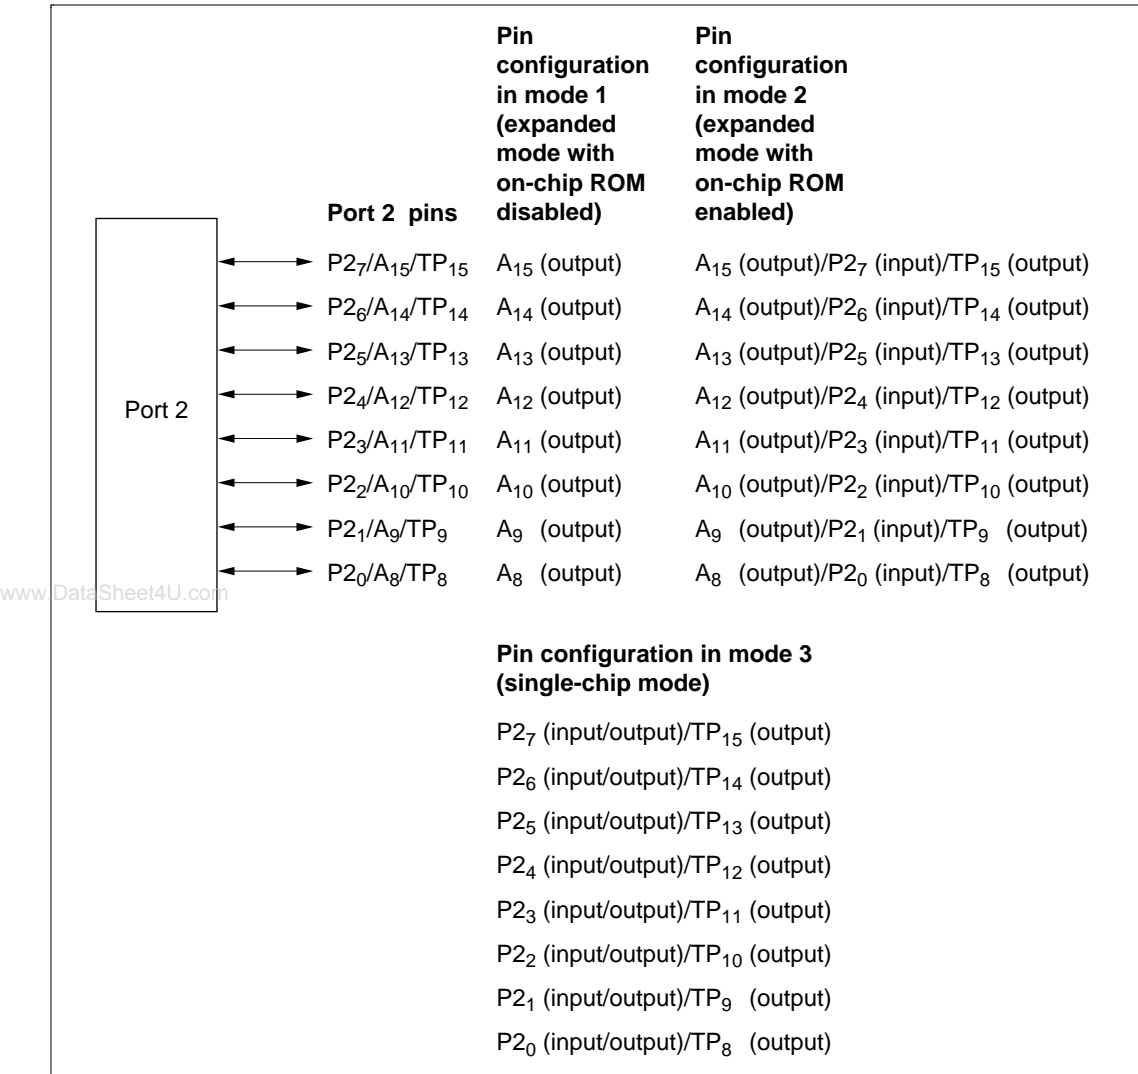 Pin configuration in mode 1 (expanded mode with on-chip ROM disabled)
Pin configuration in mode 2 (expanded mode with on-chip ROM enabled)
Port 2 pins
Port 2
P2₇/A₁₅/TP₁₅ A₁₅ (output) A₁₅ (output)/P2₇ (input)/TP₁₅ (output)
P2₆/A₁₄/TP₁₄ A₁₄ (output) A₁₄ (output)/P2₆ (input)/TP₁₄ (output)
P2₅/A₁₃/TP₁₃ A₁₃ (output) A₁₃ (output)/P2₅ (input)/TP₁₃ (output)
P2₄/A₁₂/TP₁₂ A₁₂ (output) A₁₂ (output)/P2₄ (input)/TP₁₂ (output)
P2₃/A₁₁/TP₁₁ A₁₁ (output) A₁₁ (output)/P2₃ (input)/TP₁₁ (output)
P2₂/A₁₀/TP₁₀ A₁₀ (output) A₁₀ (output)/P2₂ (input)/TP₁₀ (output)
P2₁/A₉/TP₉ A₉ (output) A₉ (output)/P2₁ (input)/TP₉ (output)
P2₀/A₈/TP₈ A₈ (output) A₈ (output)/P2₀ (input)/TP₈ (output)
www.DataSheet4U.com
Pin configuration in mode 3
(single-chip mode)
P2₇ (input/output)/TP₁₅ (output)
P2₆ (input/output)/TP₁₄ (output)
P2₅ (input/output)/TP₁₃ (output)
P2₄ (input/output)/TP₁₂ (output)
P2₃ (input/output)/TP₁₁ (output)
P2₂ (input/output)/TP₁₀ (output)
P2₁ (input/output)/TP₉ (output)
P2₀ (input/output)/TP₈ (output)